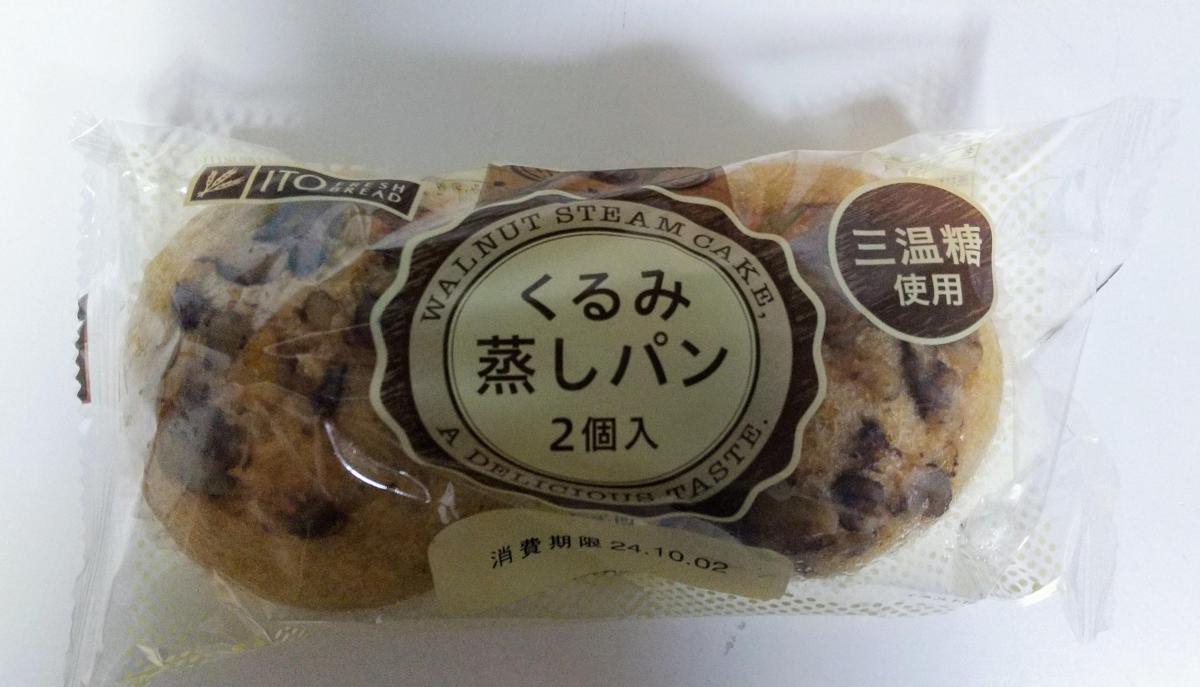 ITO FRESH
BREAD
WALNUT STEAM CAKE,
くるみ
蒸しパン
2個入
A DELICIOUS TASTE.
三温糖
使用
消費期限 24.10.02